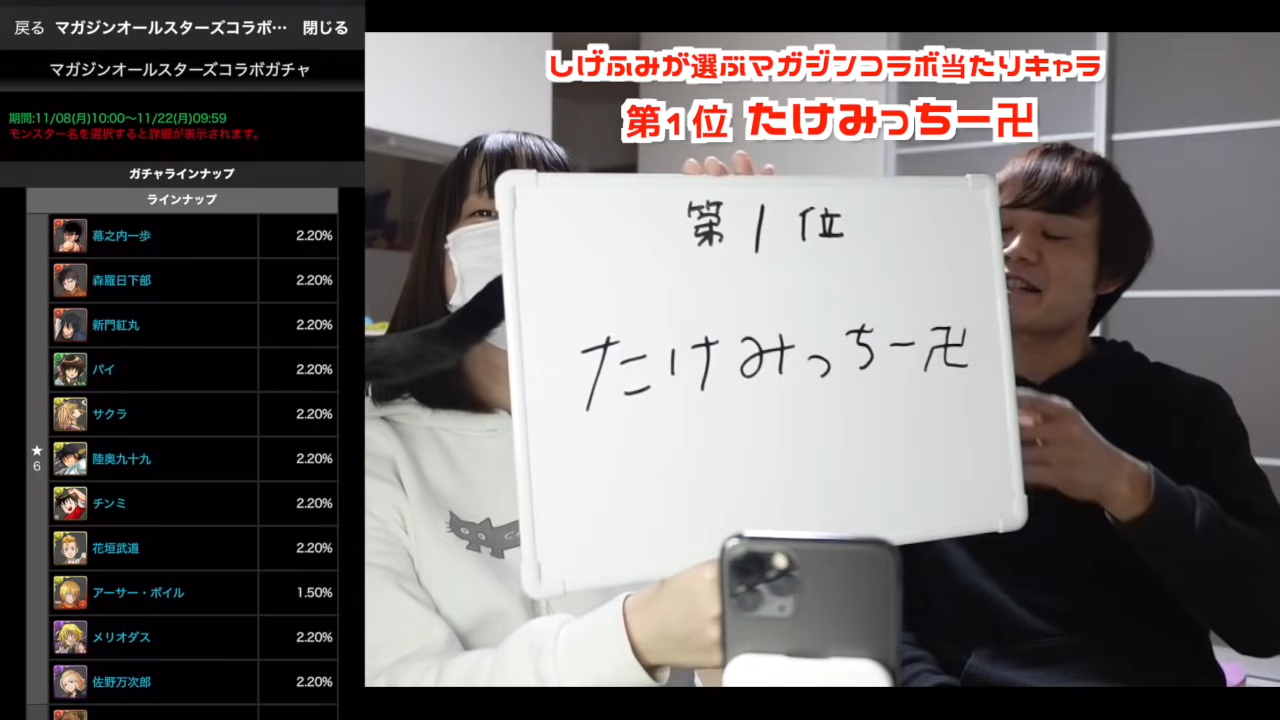 戻る マガジンオールスターズコラボ… 閉じる
マガジンオールスターズコラボガチャ
期間:11/08(月)10:00~11/22(月)09:59
モンスター名を選択すると詳細が表示されます。
ガチャラインナップ
ラインナップ
★6
幕之内一歩 2.20%
森羅日下部 2.20%
新門紅丸 2.20%
パイ 2.20%
サクラ 2.20%
陸奥九十九 2.20%
チンミ 2.20%
花垣武道 2.20%
アーサー・ボイル 1.50%
メリオダス 2.20%
佐野万次郎 2.20%
しげふみが選ぶマガジンコラボ当たりキャラ
第1位 たけみっちー卍
第1位
たけみっちー卍